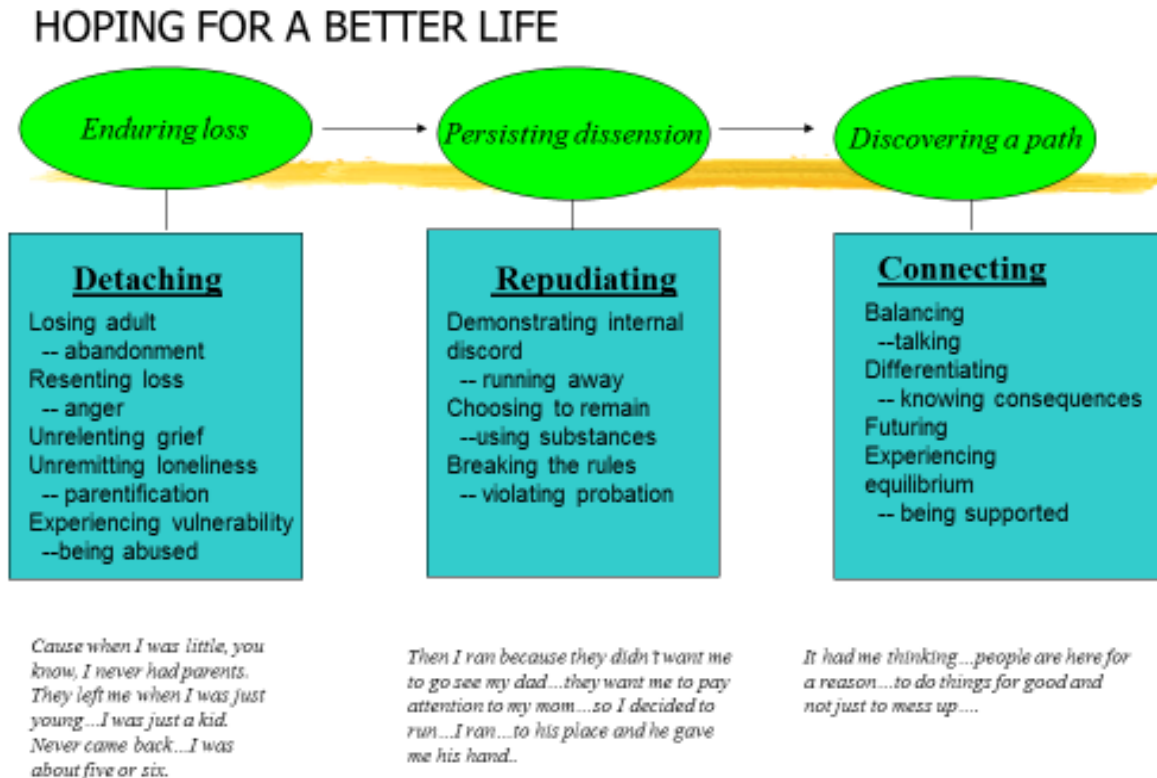 HOPING FOR A BETTER LIFE
Enduring loss
Persisting dissension
Discovering a path
Detaching
Losing adult
-- abandonment
Resenting loss
-- anger
Unrelenting grief
Unremitting loneliness
-- parentification
Experiencing vulnerability
--being abused
Repudiating
Demonstrating internal
discord
-- running away
Choosing to remain
--using substances
Breaking the rules
-- violating probation
Connecting
Balancing
--talking
Differentiating
-- knowing consequences
Futuring
Experiencing
equilibrium
-- being supported
Cause when I was little, you
know, I never had parents.
They left me when I was just
young...I was just a kid.
Never came back...I was
about five or six.
Then I ran because they didn't want me
to go see my dad...they want me to pay
attention to my mom...so I decided to
run...I ran...to his place and he gave
me his hand..
It had me thinking...people are here for
a reason...to do things for good and
not just to mess up....